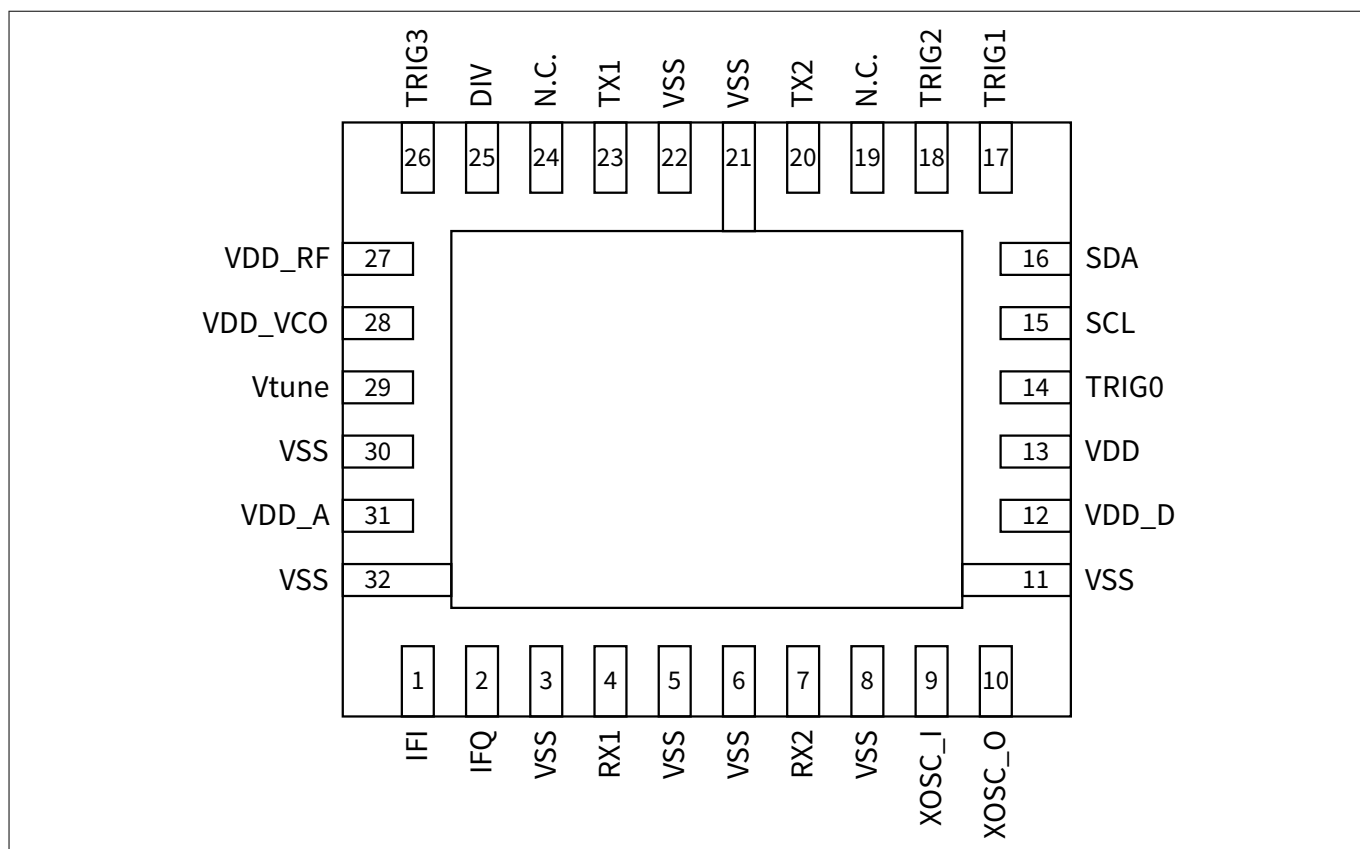 TRIG3
DIV
N.C.
TX1
VSS
VSS
TX2
N.C.
TRIG2
TRIG1
26
25
24
23
22
21
20
19
18
17
VDD_RF 27
16 SDA
VDD_VCO 28
15 SCL
Vtune 29
14 TRIG0
VSS 30
13 VDD
VDD_A 31
12 VDD_D
VSS 32
11 VSS
1
2
3
4
5
6
7
8
9
10
IFI
IFQ
VSS
RX1
VSS
VSS
RX2
VSS
XOSC_I
XOSC_O